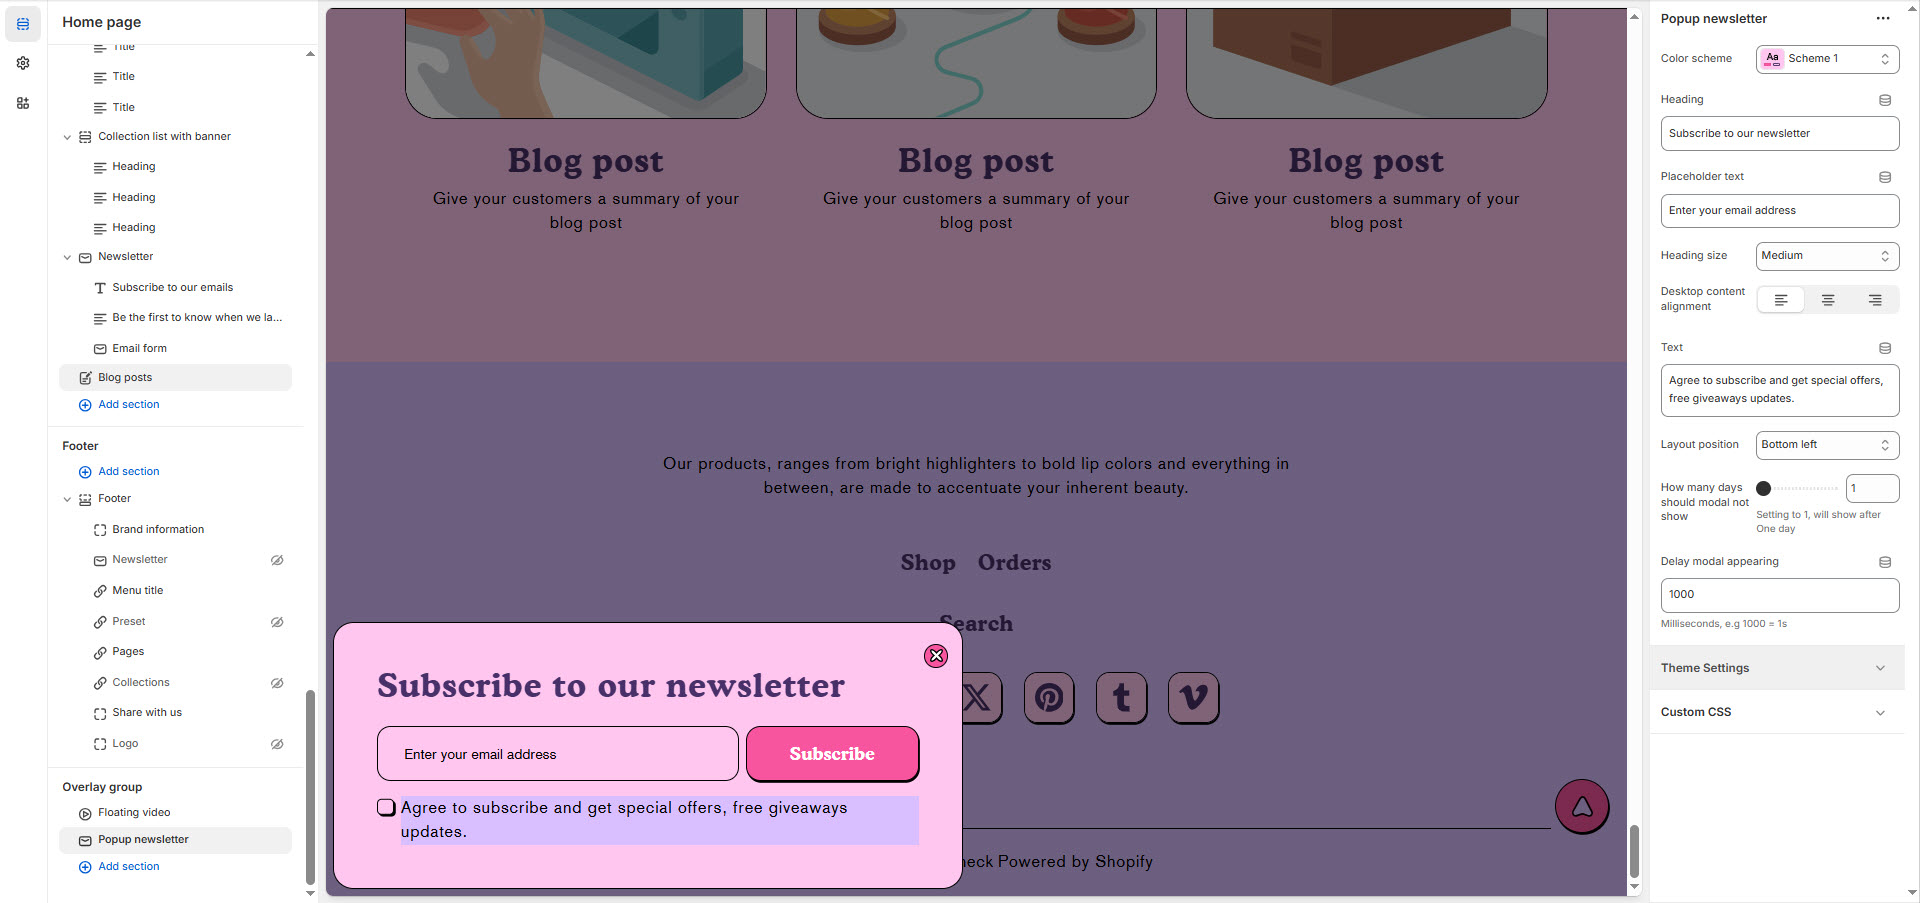 Home page
Title
Title
Title
Collection list with banner
Heading
Heading
Heading
Newsletter
Subscribe to our emails
Be the first to know when we la...
Email form
Blog posts
Add section
Footer
Add section
Footer
Brand information
Newsletter
Menu title
Preset
Pages
Collections
Share with us
Logo
Overlay group
Floating video
Popup newsletter
Add section
Blog post
Give your customers a summary of your
blog post
Blog post
Give your customers a summary of your
blog post
Blog post
Give your customers a summary of your
blog post
Our products, ranges from bright highlighters to bold lip colors and everything in
between, are made to accentuate your inherent beauty.
Shop Orders
Search
Subscribe to our newsletter
Enter your email address
Subscribe
Agree to subscribe and get special offers, free giveaways
updates.
heck Powered by Shopify
Popup newsletter
Color scheme
Aa
Scheme 1
Heading
Subscribe to our newsletter
Placeholder text
Enter your email address
Heading size
Medium
Desktop content
alignment
Text
Agree to subscribe and get special offers,
free giveaways updates.
Layout position
Bottom left
How many days
should modal not
show
1
Setting to 1, will show after
One day
Delay modal appearing
1000
Milliseconds, e.g 1000 = 1s
Theme Settings
Custom CSS